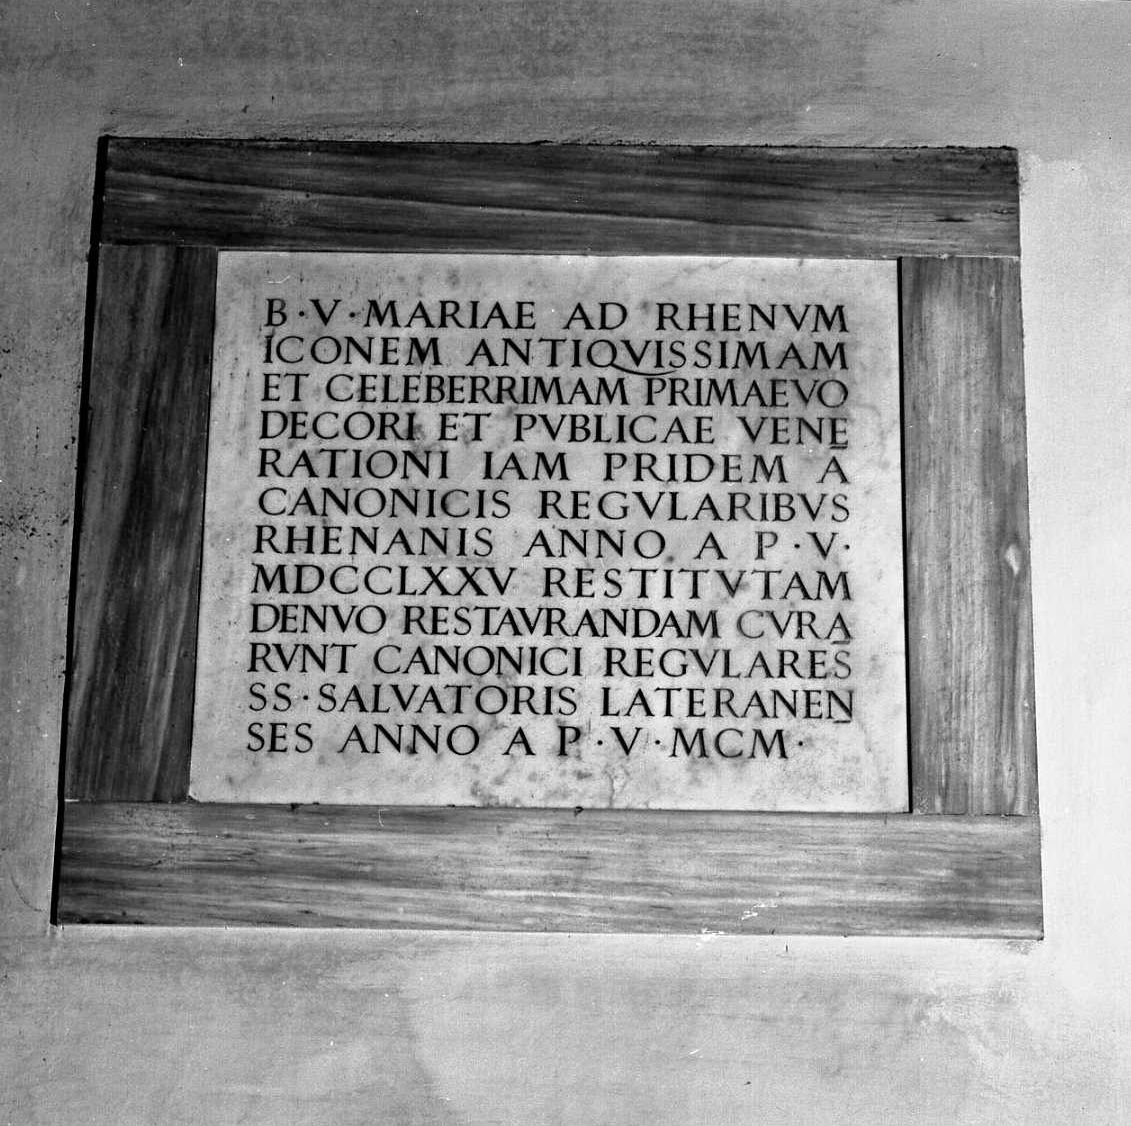 B·V·MARIAE AD RHENVM
ICONEM ANTIQVISSIMAM
ET CELEBERRIMAM PRIMAEVO
DECORI ET PVBLICAE VENE
RATIONI IAM PRIDEM A
CANONICIS REGVLARIBVS
RHENANIS ANNO A P·V·
MDCCLXXV RESTITVTAM
DENVO RESTAVRANDAM CVRA
RVNT CANONICI REGVLARES
SS·SALVATORIS LATERANEN
SES ANNO A P·V·MCM·